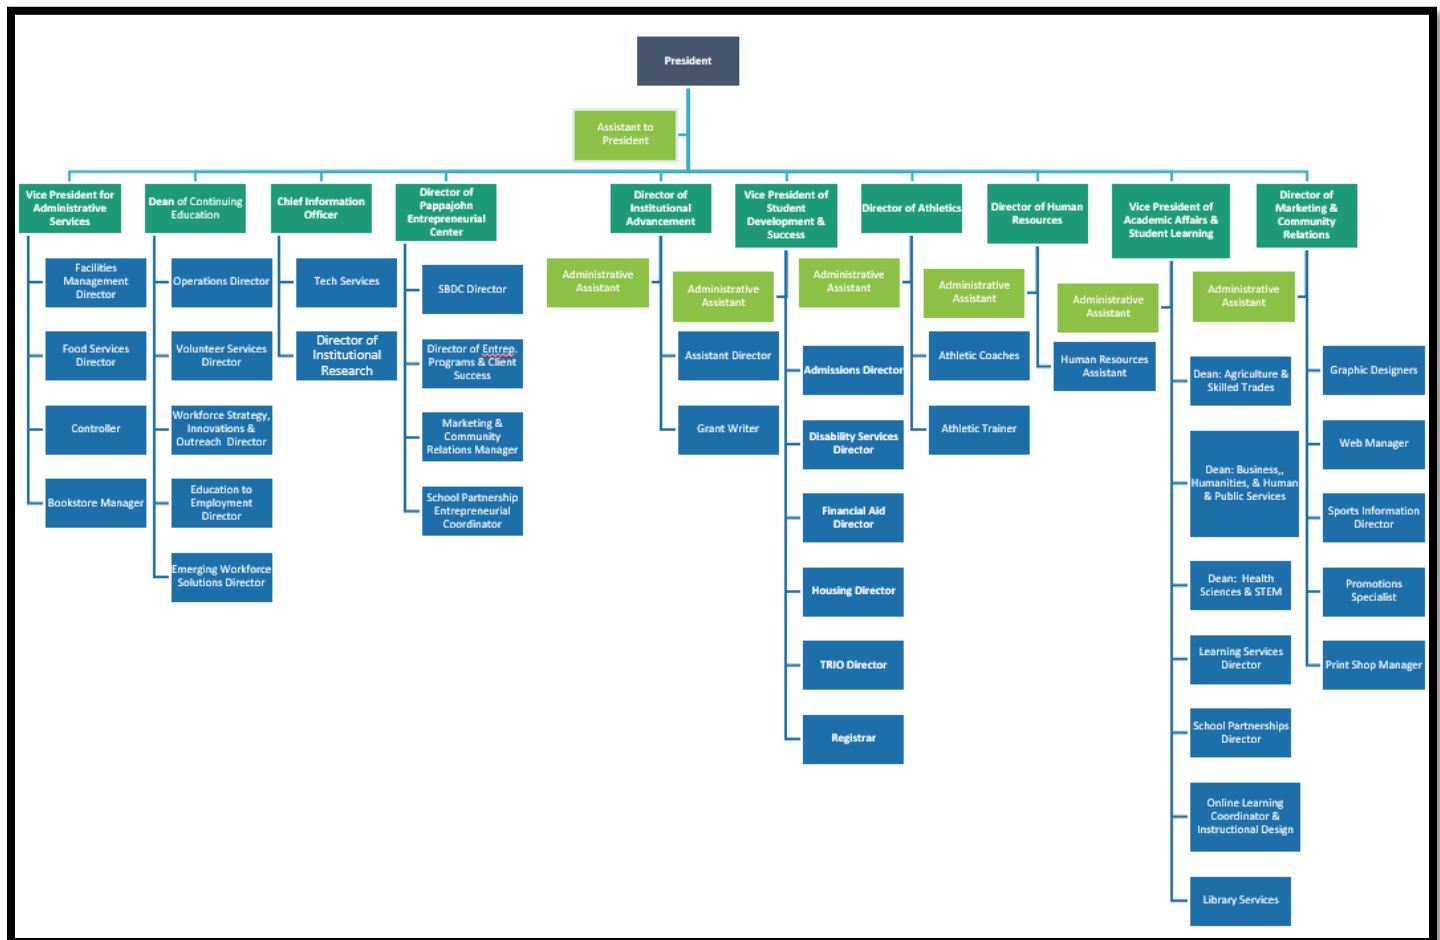 President
Assistant to
President
Vice President for
Administrative
Services
Dean of Continuing
Education
Chief Information
Officer
Director of
Pappajohn
Entrepreneurial
Center
Director of
Institutional
Advancement
Vice President of
Student
Development &
Success
Director of Athletics
Director of Human
Resources
Vice President of
Academic Affairs &
Student Learning
Director of
Marketing &
Community
Relations
Facilities
Management
Director
Food Services
Director
Controller
Bookstore Manager
Operations Director
Volunteer Services
Director
Workforce Strategy,
Innovations &
Outreach  Director
Education to
Employment
Director
Emerging Workforce
Solutions Director
Tech Services
Director of
Institutional
Research
SBDC Director
Director of Entrep.
Programs & Client
Success
Marketing &
Community
Relations Manager
School Partnership
Entrepreneurial
Coordinator
Administrative
Assistant
Assistant Director
Grant Writer
Administrative
Assistant
Admissions Director
Disability Services
Director
Financial Aid
Director
Housing Director
TRIO Director
Registrar
Administrative
Assistant
Athletic Coaches
Athletic Trainer
Administrative
Assistant
Human Resources
Assistant
Administrative
Assistant
Dean: Agriculture &
Skilled Trades
Dean: Business,,
Humanities, & Human
& Public Services
Dean:  Health
Sciences & STEM
Learning Services
Director
School Partnerships
Director
Online Learning
Coordinator &
Instructional Design
Library Services
Administrative
Assistant
Graphic Designers
Web Manager
Sports Information
Director
Promotions
Specialist
Print Shop Manager